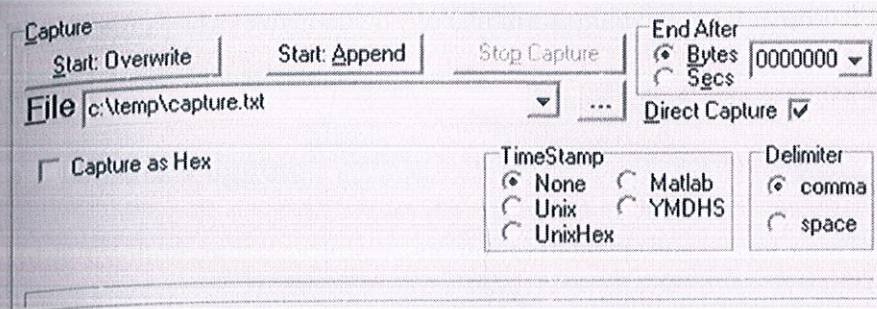 Capture
Start: Overwrite
Start: Append
Stop Capture
End After
Bytes
Secs
0000000
File
c:\temp\capture.txt
...
Direct Capture
Capture as Hex
TimeStamp
None
Matlab
Unix
YMDHS
UnixHex
Delimiter
comma
space